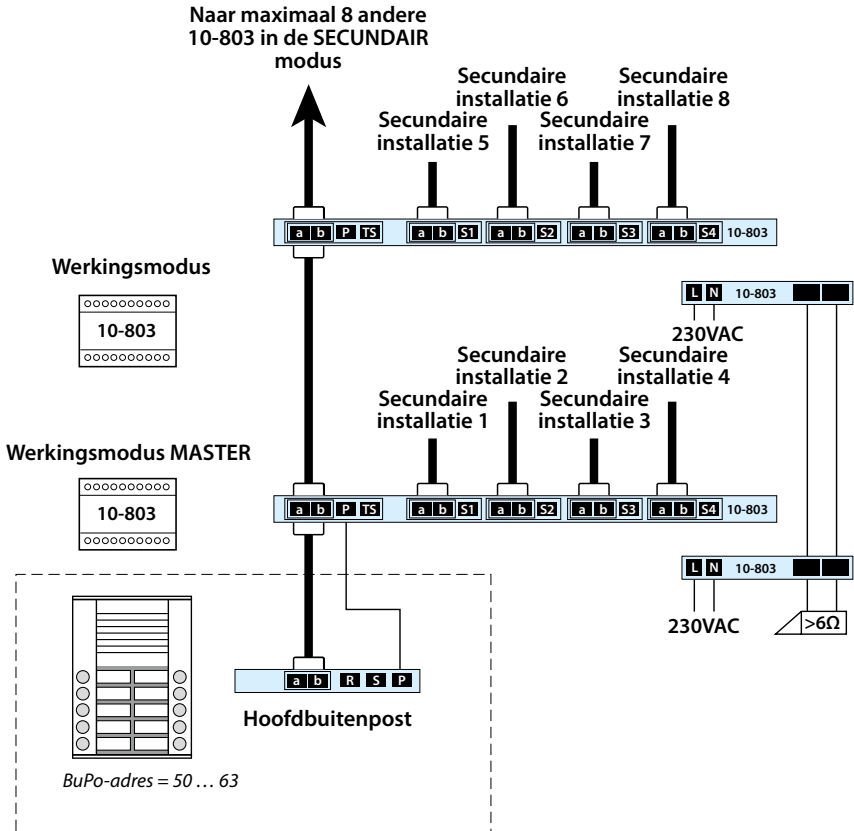 Naar maximaal 8 andere
10-803 in de SECUNDAIR
modus
Secundaire
installatie 5
Secundaire
installatie 6
Secundaire
installatie 7
Secundaire
installatie 8
a b P TS a b S1 a b S2 a b S3 a b S4 10-803
Werkingsmodus
10-803
L N 10-803
230VAC
Secundaire
installatie 1
Secundaire
installatie 2
Secundaire
installatie 3
Secundaire
installatie 4
Werkingsmodus MASTER
10-803
a b P TS a b S1 a b S2 a b S3 a b S4 10-803
L N 10-803
230VAC
>6Ω
a b R S P
Hoofdbuitenpost
BuPo-adres = 50 … 63